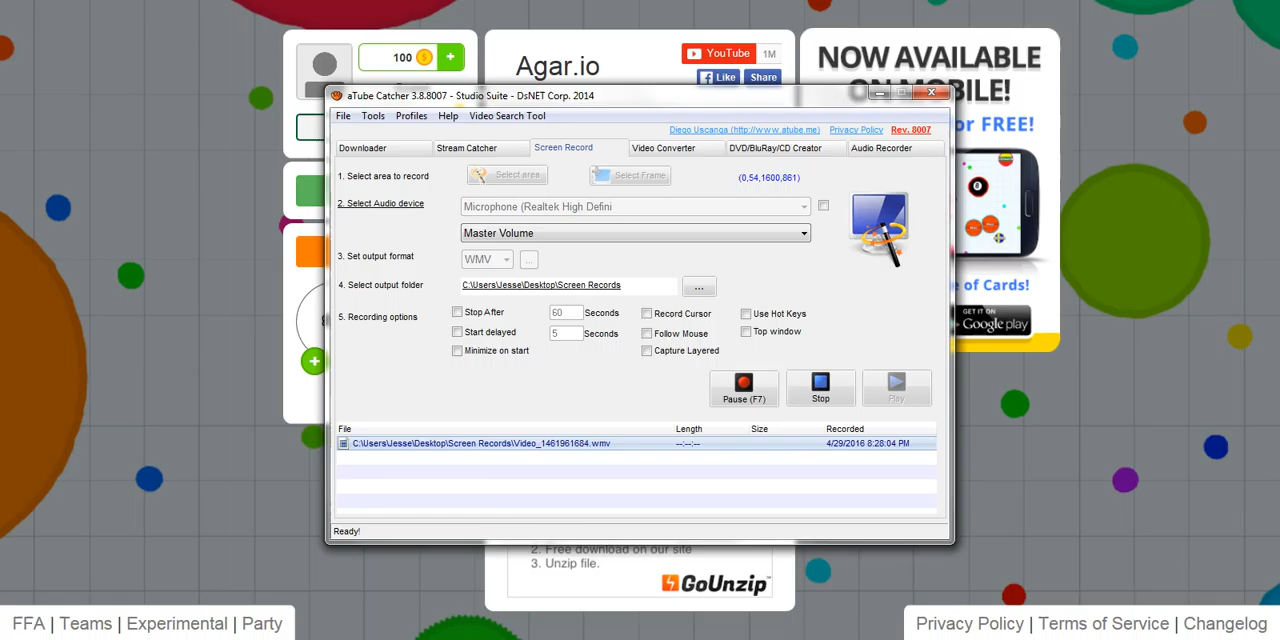 100
+
Agar.io
YouTube 1M
Like Share
NOW AVAILABLE
ON MOBILE!
or FREE!
e of Cards!
GET IT ON
Google play
aTube Catcher 3.8.8007 - Studio Suite - DsNET Corp. 2014
File Tools Profiles Help Video Search Tool
Diego Uscanga (http://www.atube.me) Privacy Policy Rev. 8007
Downloader Stream Catcher Screen Record Video Converter DVD/BluRay/CD Creator Audio Recorder
1. Select area to record Select area Select Frame (0,54,1600,861)
2. Select Audio device Microphone (Realtek High Defini
Master Volume
3. Set output format WMV ...
4. Select output folder C:\Users\Jesse\Desktop\Screen Records ...
5. Recording options
Stop After 60 Seconds Record Cursor Use Hot Keys
Start delayed 5 Seconds Follow Mouse Top window
Minimize on start Capture Layered
Pause (F7) Stop Play
File Length Size Recorded
C:\Users\Jesse\Desktop\Screen Records\Video_1461961684.wmv --:--:-- 4/29/2016 8:28:04 PM
Ready!
+
2. Free download on our site
3. Unzip file.
GoUnzip
FFA | Teams | Experimental | Party
Privacy Policy | Terms of Service | Changelog